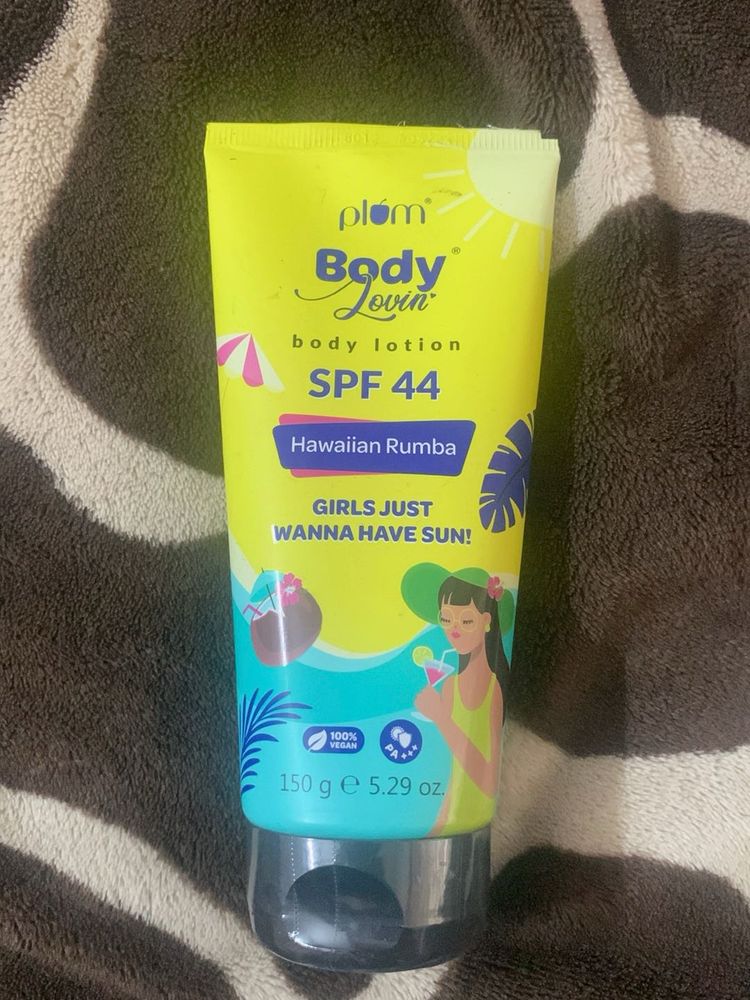 plum®
Body®
Lovin'
body lotion
SPF 44
Hawaiian Rumba
GIRLS JUST
WANNA HAVE SUN!
100%
VEGAN
PA+++
150 g ℮ 5.29 oz.